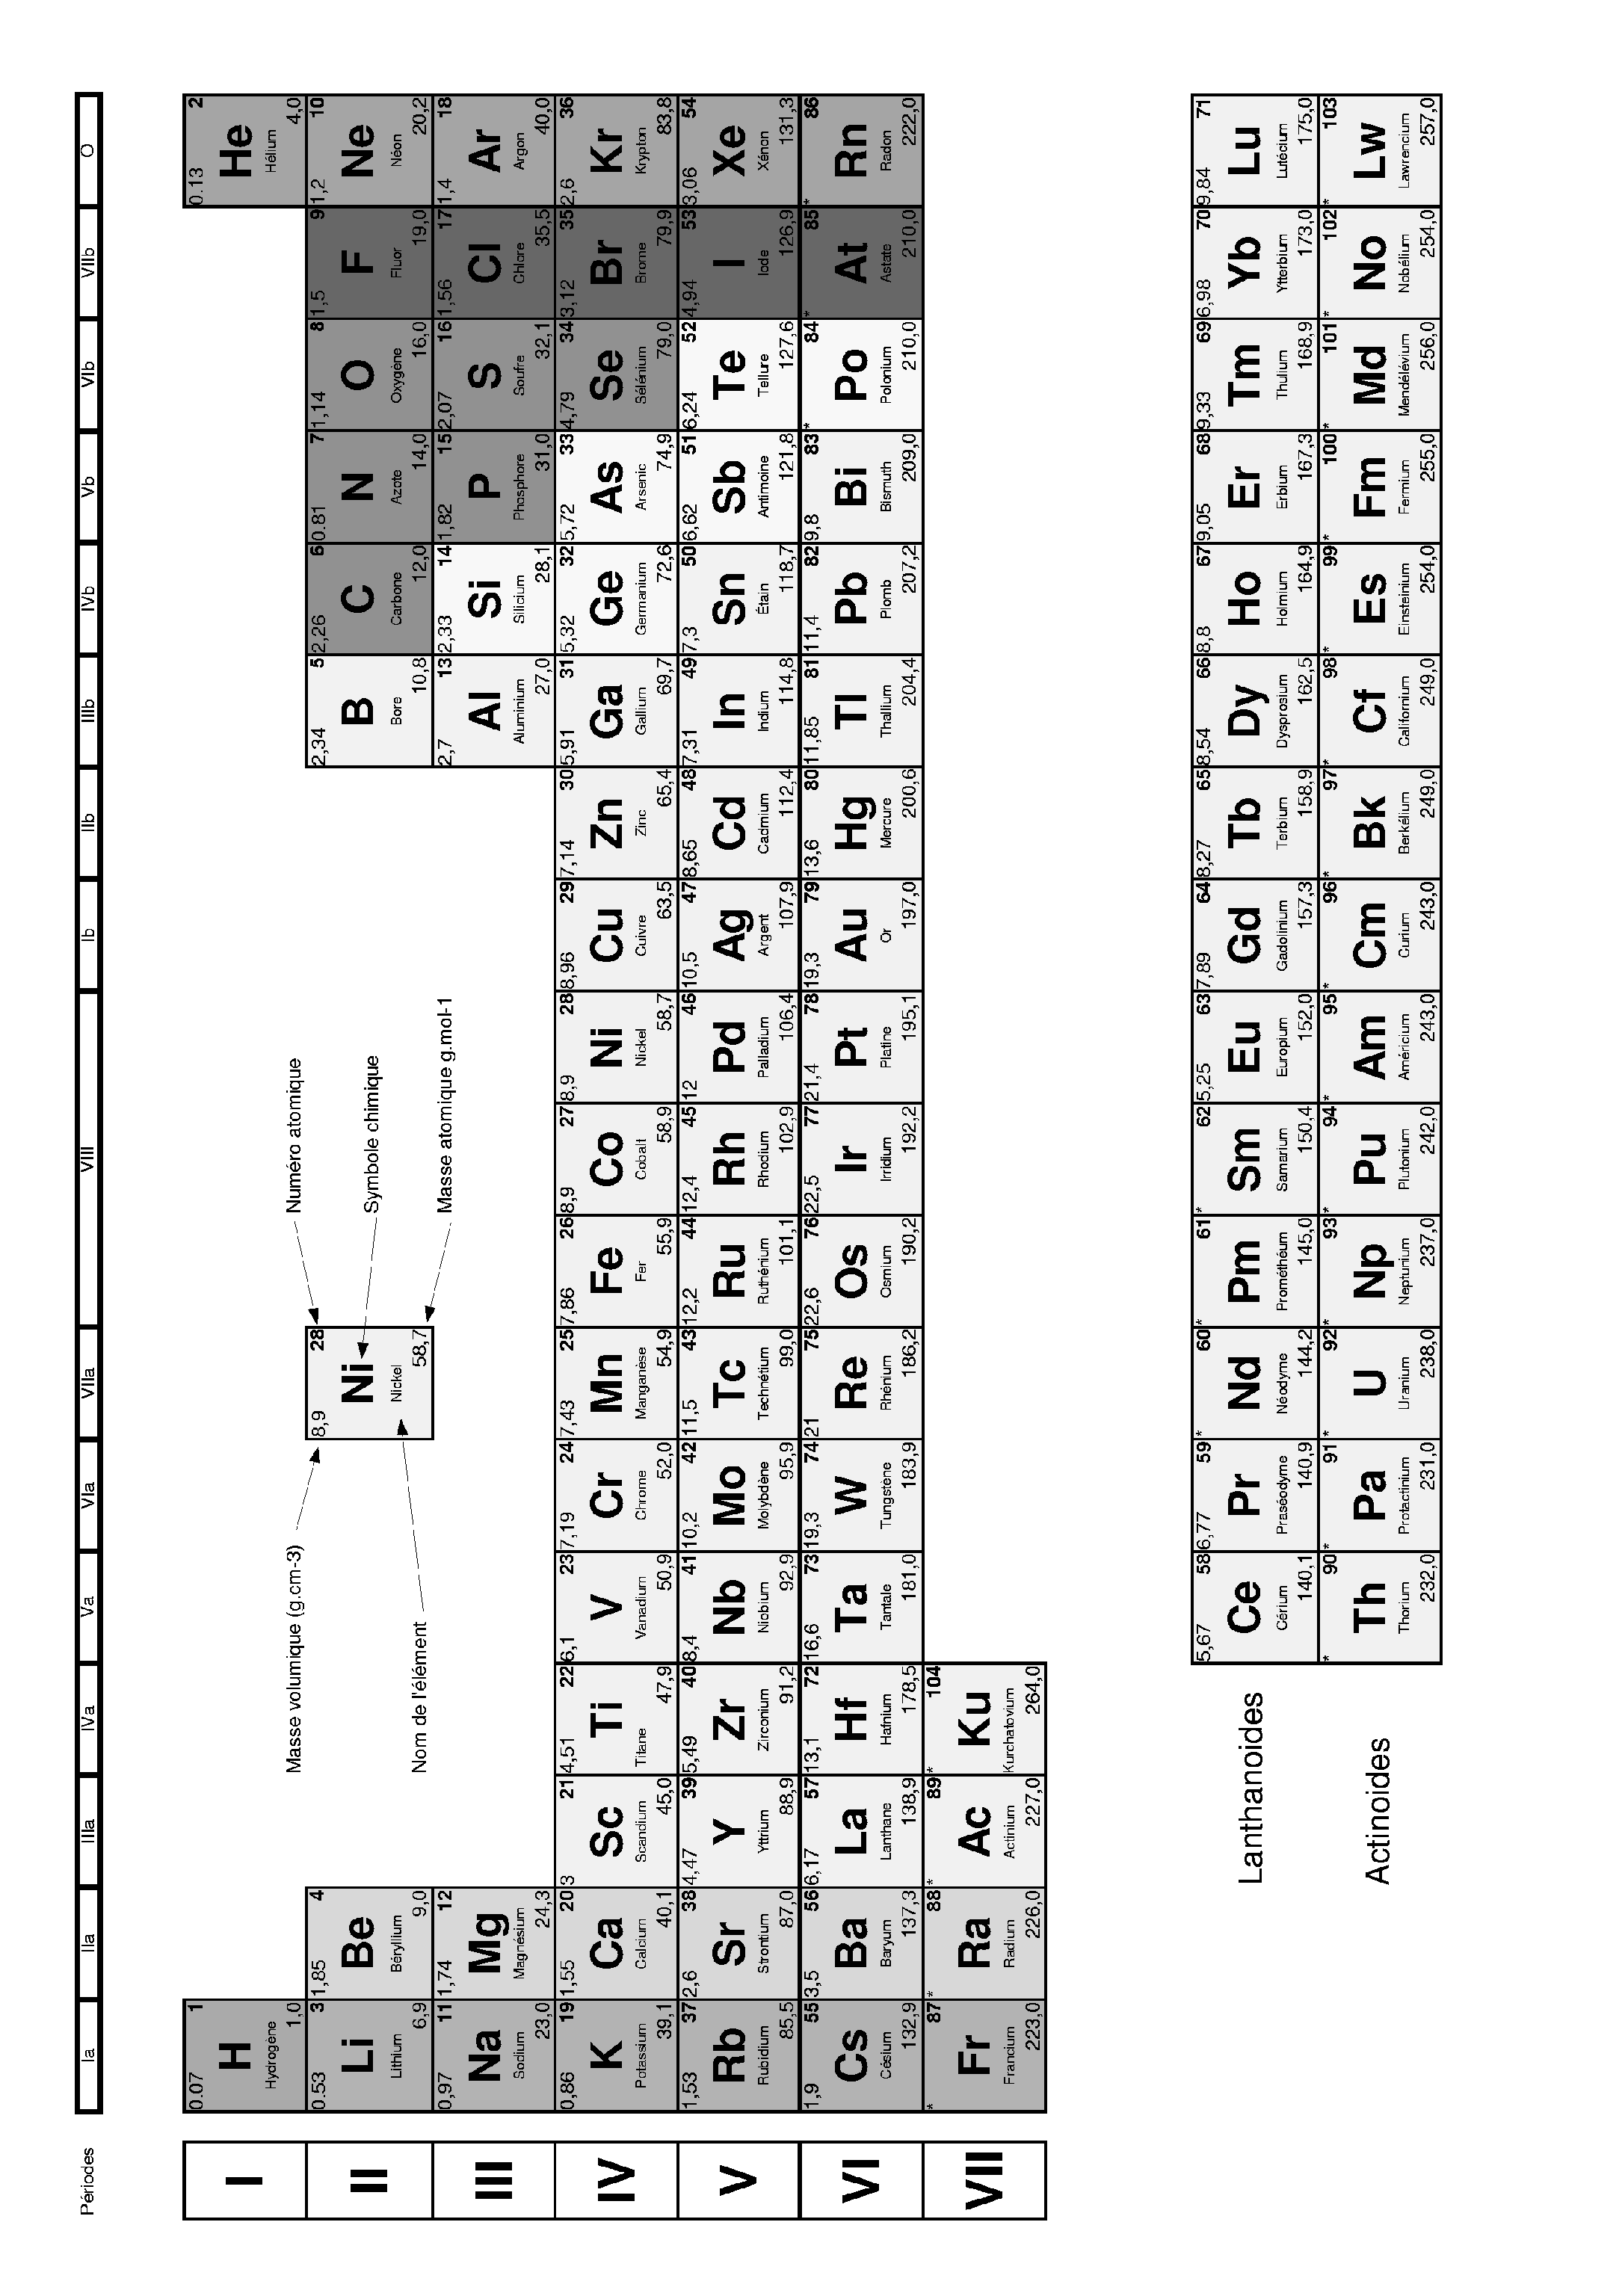 Périodes Ia IIa IIIa IVa Va VIa VIIa VIII Ib IIb IIIb IVb Vb VIb VIIb O
I
0.07 1 H Hydrogène 1,0
0.13 2 He Hélium 4,0
II
0.53 3 Li Lithium 6,9
1,85 4 Be Béryllium 9,0
Masse volumique (g.cm-3)
Nom de l'élément
8,9 28 Ni Nickel 58,7
Numéro atomique
Symbole chimique
Masse atomique g.mol-1
2,34 5 B Bore 10,8
2,26 6 C Carbone 12,0
0.81 7 N Azote 14,0
1,14 8 O Oxygène 16,0
1,5 9 F Fluor 19,0
1,2 10 Ne Néon 20,2
III
0,97 11 Na Sodium 23,0
1,74 12 Mg Magnésium 24,3
2,7 13 Al Aluminium 27,0
2,33 14 Si Silicium 28,1
1,82 15 P Phosphore 31,0
2,07 16 S Soufre 32,1
1,56 17 Cl Chlore 35,5
1,4 18 Ar Argon 40,0
IV
0,86 19 K Potassium 39,1
1,55 20 Ca Calcium 40,1
3 21 Sc Scandium 45,0
4,51 22 Ti Titane 47,9
6,1 23 V Vanadium 50,9
7,19 24 Cr Chrome 52,0
7,43 25 Mn Manganèse 54,9
7,86 26 Fe Fer 55,9
8,9 27 Co Cobalt 58,9
8,9 28 Ni Nickel 58,7
8,96 29 Cu Cuivre 63,5
7,14 30 Zn Zinc 65,4
5,91 31 Ga Gallium 69,7
5,32 32 Ge Germanium 72,6
5,72 33 As Arsenic 74,9
4,79 34 Se Sélénium 79,0
3,12 35 Br Brome 79,9
2,6 36 Kr Krypton 83,8
V
1,53 37 Rb Rubidium 85,5
2,6 38 Sr Strontium 87,0
4,47 39 Y Yttrium 88,9
5,49 40 Zr Zirconium 91,2
8,4 41 Nb Niobium 92,9
10,2 42 Mo Molybdène 95,9
11,5 43 Tc Technétium 99,0
12,2 44 Ru Ruthénium 101,1
12,4 45 Rh Rhodium 102,9
12 46 Pd Palladium 106,4
10,5 47 Ag Argent 107,9
8,65 48 Cd Cadmium 112,4
7,31 49 In Indium 114,8
7,3 50 Sn Étain 118,7
6,62 51 Sb Antimoine 121,8
6,24 52 Te Tellure 127,6
4,94 53 I Iode 126,9
3,06 54 Xe Xénon 131,3
VI
1,9 55 Cs Césium 132,9
3,5 56 Ba Baryum 137,3
6,17 57 La Lanthane 138,9
13,1 72 Hf Hafnium 178,5
16,6 73 Ta Tantale 181,0
19,3 74 W Tungstène 183,9
21 75 Re Rhénium 186,2
22,6 76 Os Osmium 190,2
22,5 77 Ir Irridium 192,2
21,4 78 Pt Platine 195,1
19,3 79 Au Or 197,0
13,6 80 Hg Mercure 200,6
11,85 81 Tl Thallium 204,4
11,4 82 Pb Plomb 207,2
9,8 83 Bi Bismuth 209,0
* 84 Po Polonium 210,0
* 85 At Astate 210,0
* 86 Rn Radon 222,0
VII
* 87 Fr Francium 223,0
* 88 Ra Radium 226,0
* 89 Ac Actinium 227,0
* 104 Ku Kurchatovium 264,0
Lanthanoides
5,67 58 Ce Cérium 140,1
6,77 59 Pr Praséodyme 140,9
* 60 Nd Néodyme 144,2
* 61 Pm Prométhéum 145,0
* 62 Sm Samarium 150,4
5,25 63 Eu Europium 152,0
7,89 64 Gd Gadolinium 157,3
8,27 65 Tb Terbium 158,9
8,54 66 Dy Dysprosium 162,5
8,8 67 Ho Holmium 164,9
9,05 68 Er Erbium 167,3
9,33 69 Tm Thulium 168,9
6,98 70 Yb Ytterbium 173,0
9,84 71 Lu Lutécium 175,0
Actinoides
* 90 Th Thorium 232,0
* 91 Pa Protactinium 231,0
* 92 U Uranium 238,0
* 93 Np Neptunium 237,0
* 94 Pu Plutonium 242,0
* 95 Am Américium 243,0
* 96 Cm Curium 243,0
* 97 Bk Berkélium 249,0
* 98 Cf Californium 249,0
* 99 Es Einsteinium 254,0
* 100 Fm Fermium 255,0
* 101 Md Mendélévium 256,0
* 102 No Nobélium 254,0
* 103 Lw Lawrencium 257,0